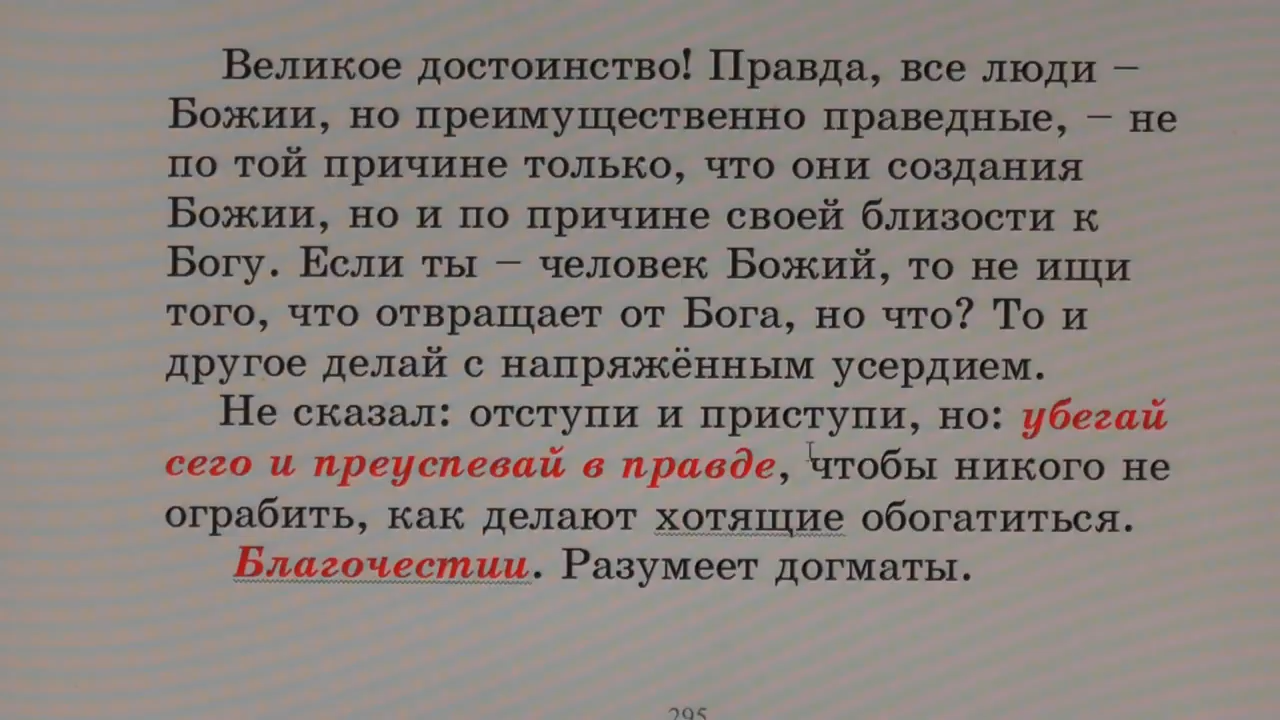 Великое достоинство! Правда, все люди –
Божии, но преимущественно праведные, – не
по той причине только, что они создания
Божии, но и по причине своей близости к
Богу. Если ты – человек Божий, то не ищи
того, что отвращает от Бога, но что? То и
другое делай с напряжённым усердием.
Не сказал: отступи и приступи, но: убегай
сего и преуспевай в правде, чтобы никого не
ограбить, как делают хотящие обогатиться.
Благочестии. Разумеет догматы.
295